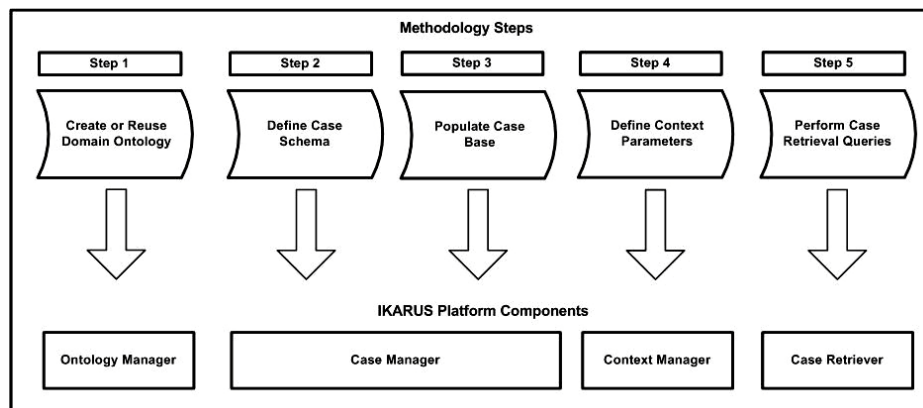 Methodology Steps
Step 1
Step 2
Step 3
Step 4
Step 5
Create or Reuse
Domain Ontology
Define Case
Schema
Populate Case
Base
Define Context
Parameters
Perform Case
Retrieval Queries
IKARUS Platform Components
Ontology Manager
Case Manager
Context Manager
Case Retriever